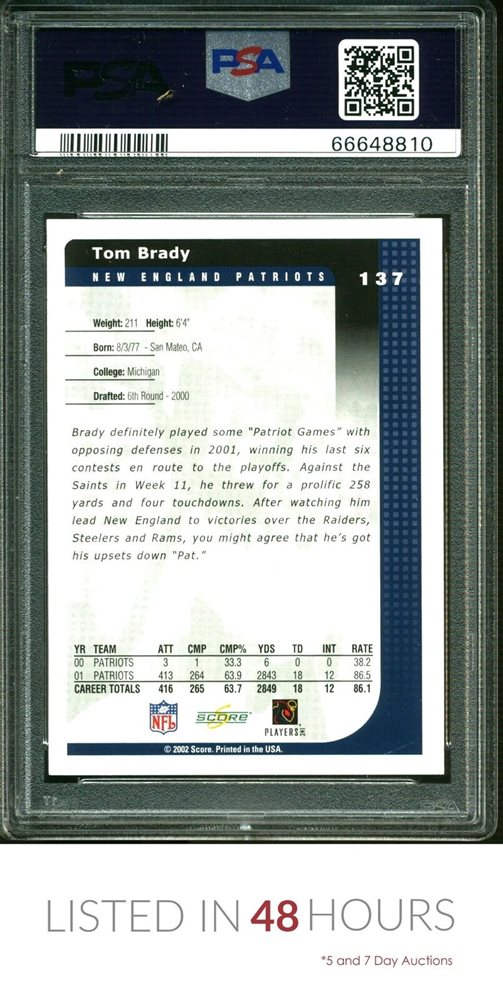 PSA PSA
66648810
Tom Brady
NEW ENGLAND PATRIOTS 137
Weight: 211 Height: 6'4"
Born: 8/3/77 - San Mateo, CA
College: Michigan
Drafted: 6th Round - 2000
Brady definitely played some "Patriot Games" with
opposing defenses in 2001, winning his last six
contests en route to the playoffs. Against the
Saints in Week 11, he threw for a prolific 258
yards and four touchdowns. After watching him
lead New England to victories over the Raiders,
Steelers and Rams, you might agree that he's got
his upsets down "Pat."
YR TEAM ATT CMP CMP% YDS TD INT RATE
00 PATRIOTS 3 1 33.3 6 0 0 38.2
01 PATRIOTS 413 264 63.9 2843 18 12 86.5
CAREER TOTALS 416 265 63.7 2849 18 12 86.1
NFL SCORE PLAYERS INC
© 2002 Score. Printed in the USA.
LISTED IN 48 HOURS
*5 and 7 Day Auctions